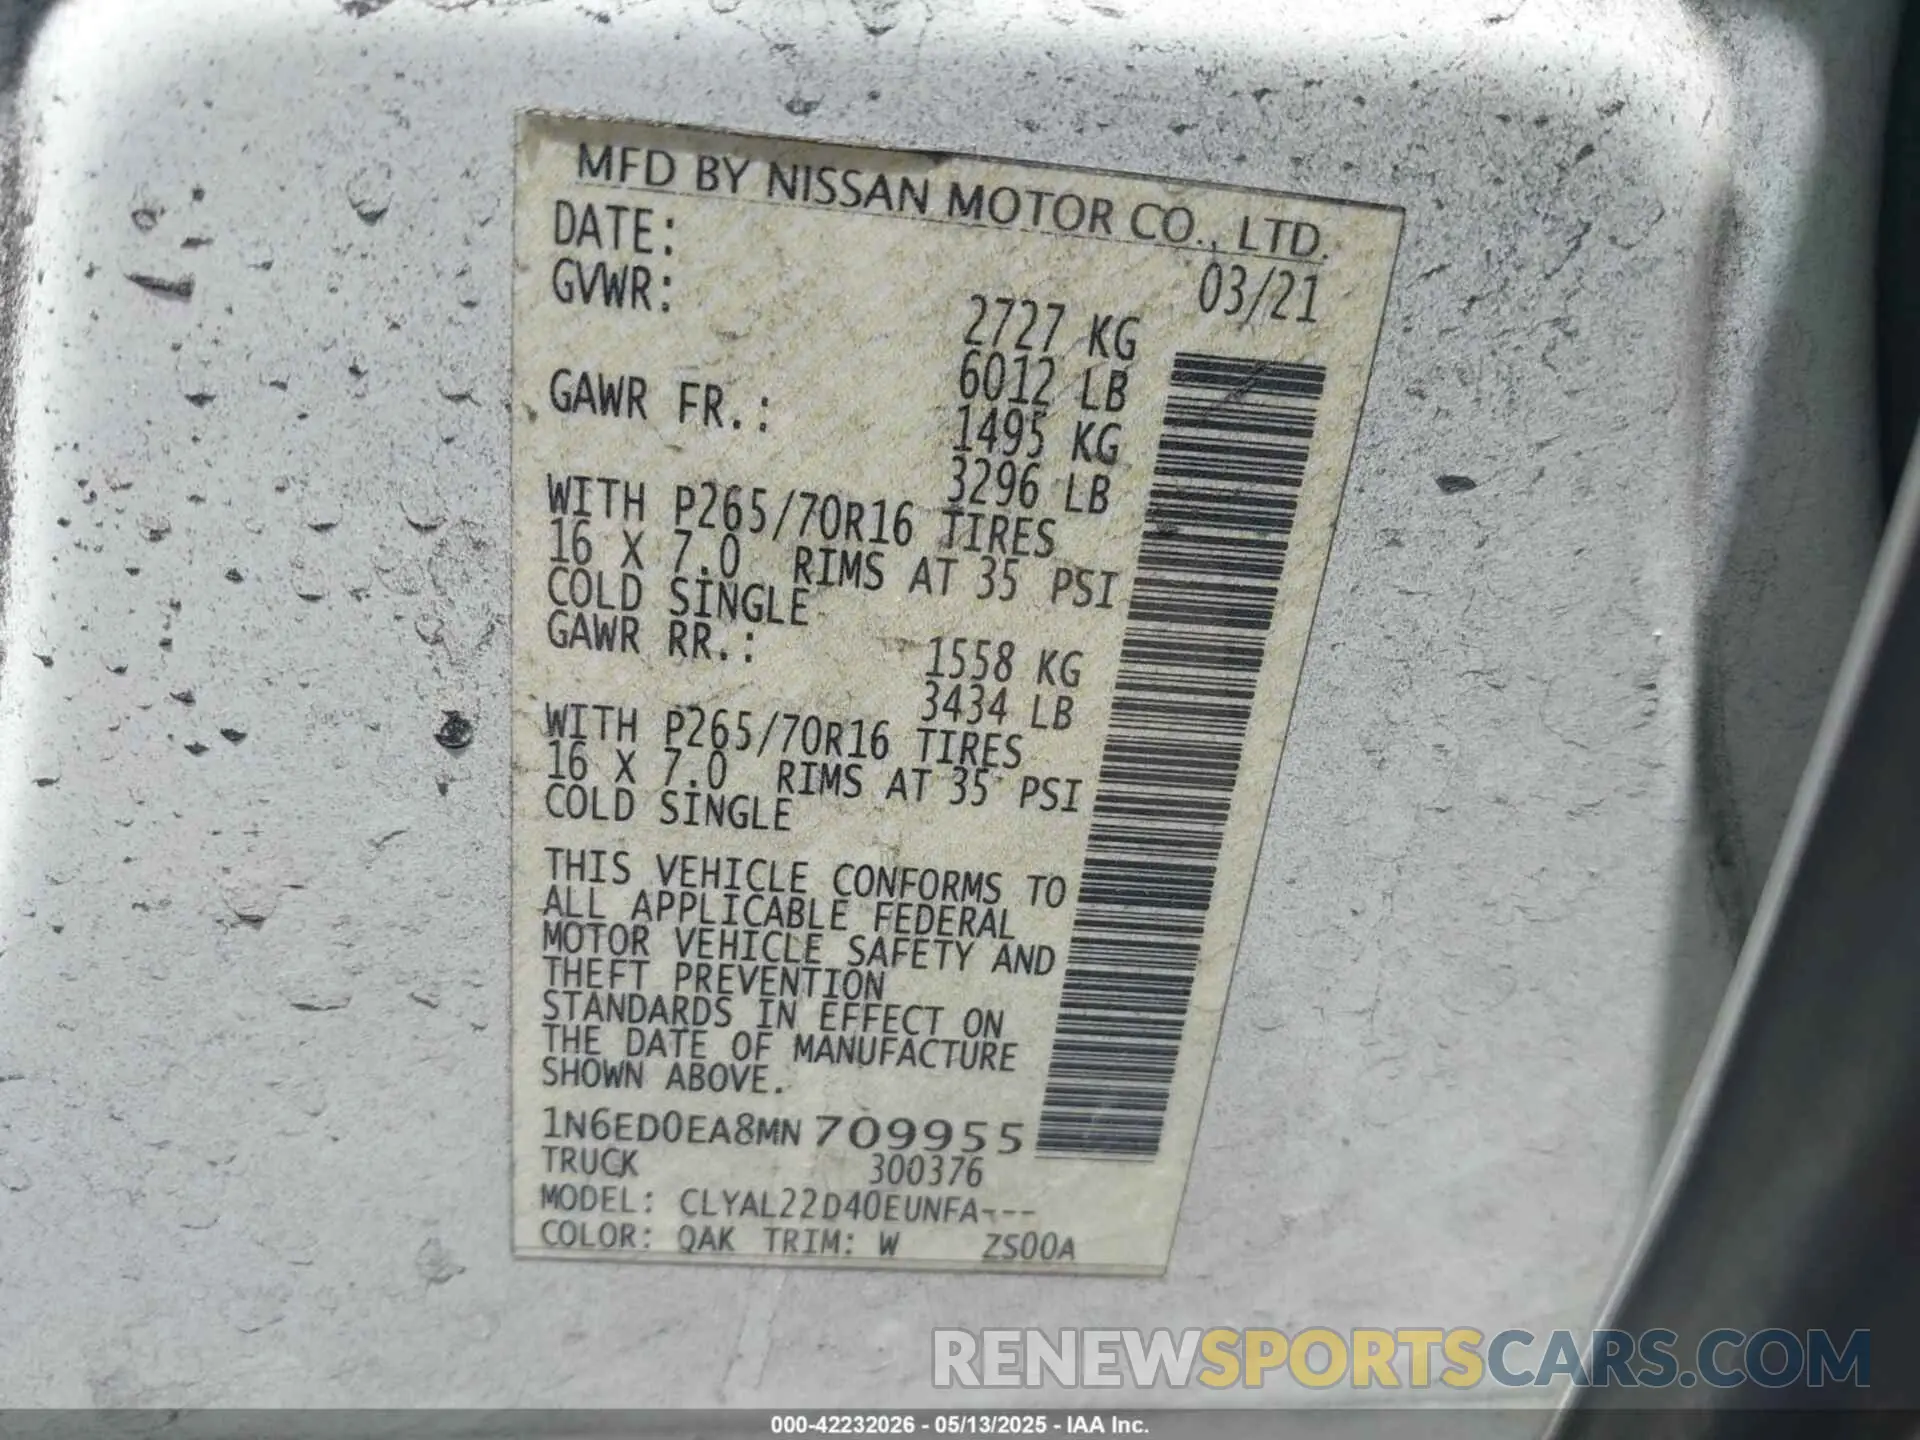 MFD BY NISSAN MOTOR CO., LTD.
DATE: 03/21
GVWR: 2727 KG
6012 LB
GAWR FR.: 1495 KG
3296 LB
WITH P265/70R16 TIRES
16 X 7.0 RIMS AT 35 PSI
COLD SINGLE
GAWR RR.: 1558 KG
3434 LB
WITH P265/70R16 TIRES
16 X 7.0 RIMS AT 35 PSI
COLD SINGLE
THIS VEHICLE CONFORMS TO
ALL APPLICABLE FEDERAL
MOTOR VEHICLE SAFETY AND
THEFT PREVENTION
STANDARDS IN EFFECT ON
THE DATE OF MANUFACTURE
SHOWN ABOVE.
1N6ED0EA8MN709955
TRUCK 300376
MODEL: CLYAL22D40EUNFA---
COLOR: QAK TRIM: W ZS00A
RENEWSPORTSCARS.COM
000-42232026 - 05/13/2025 - IAA Inc.